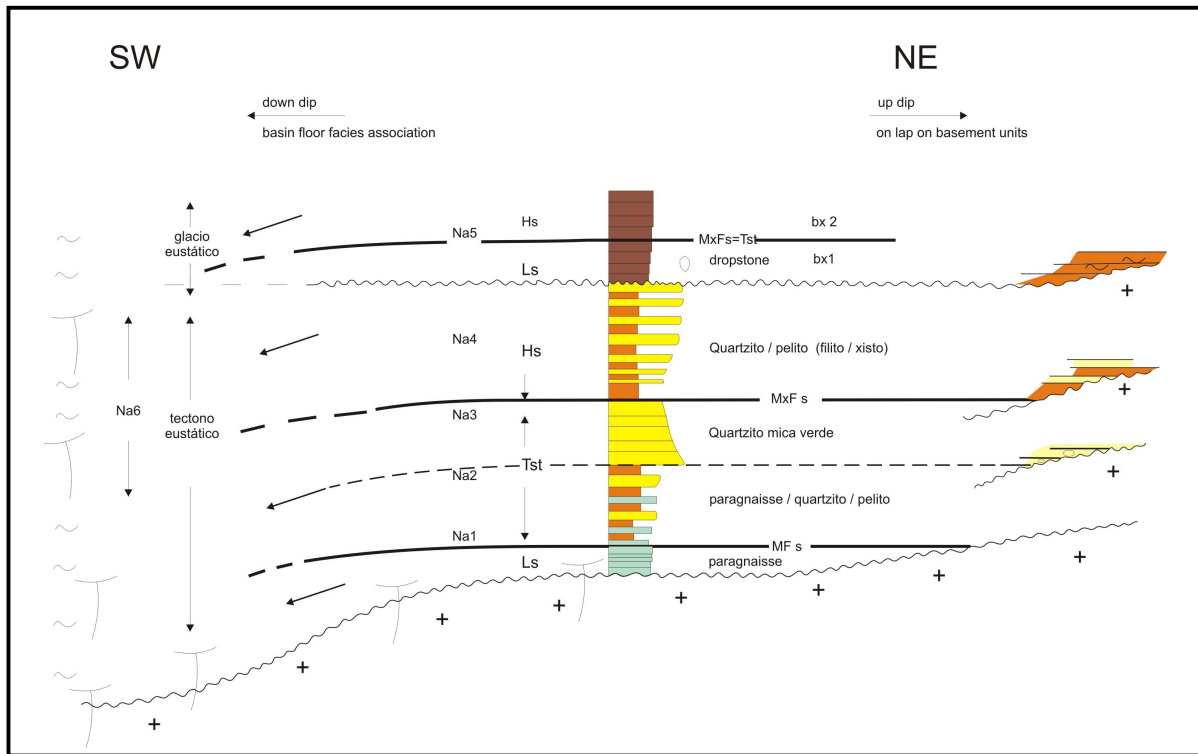 SW
NE
down dip
basin floor facies association
up dip
on lap on basement units
glacio
eustático
Na5
Hs
MxFs=Tst
bx 2
dropstone
bx1
Ls
Na4
Hs
Quartzito / pelito (filito / xisto)
Na6
tectono
eustático
Na3
MxF s
Quartzito mica verde
Tst
Na2
paragnaisse / quartzito / pelito
Na1
MF s
Ls
paragnaisse